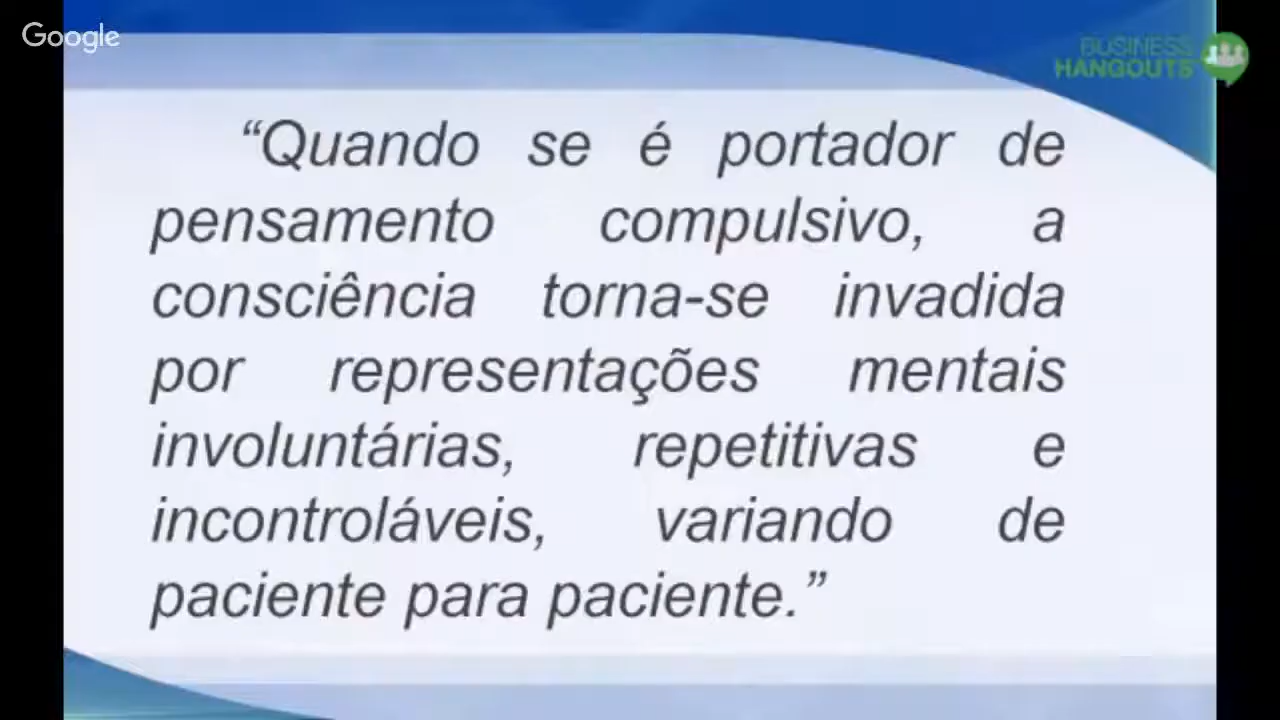 Google
BUSINESS
HANGOUTS
“Quando se é portador de
pensamento compulsivo, a
consciência torna-se invadida
por representações mentais
involuntárias, repetitivas e
incontroláveis, variando de
paciente para paciente.”